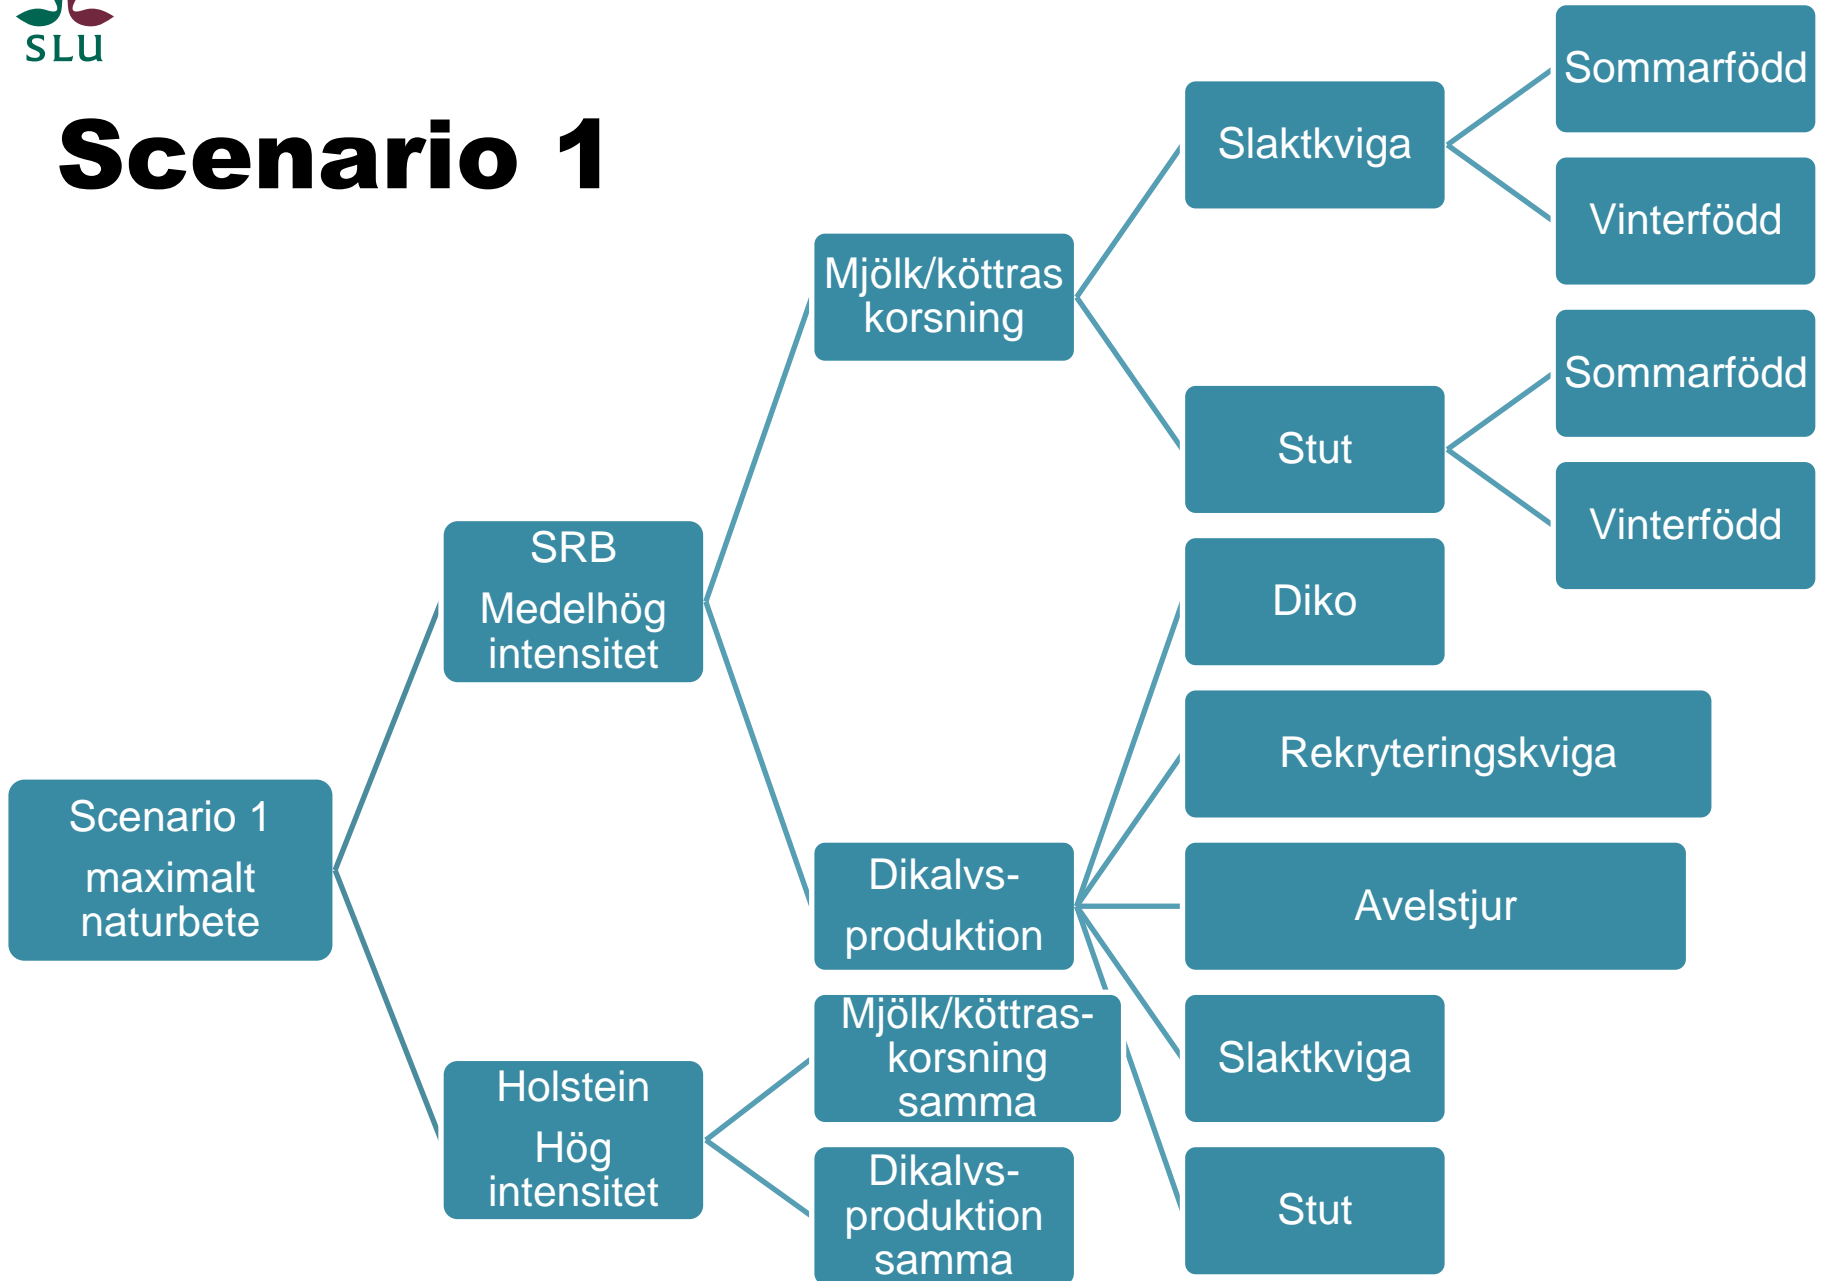 SLU
Scenario 1
Scenario 1
maximalt
naturbete
SRB
Medelhög
intensitet
Holstein
Hög
intensitet
Mjölk/köttras
korsning
Dikalvs-
produktion
Mjölk/köttras-
korsning
samma
Dikalvs-
produktion
samma
Slaktkviga
Stut
Diko
Rekryteringskviga
Avelstjur
Slaktkviga
Stut
Sommarfödd
Vinterfödd
Sommarfödd
Vinterfödd